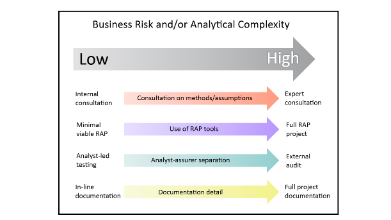 Business Risk and/or Analytical Complexity
Low
High
Internal
consultation
Consultation on methods/assumptions
Expert
consultation
Minimal
viable RAP
Use of RAP tools
Full RAP
project
Analyst-led
testing
Analyst-assurer separation
External
audit
In-line
documentation
Documentation detail
Full project
documentation